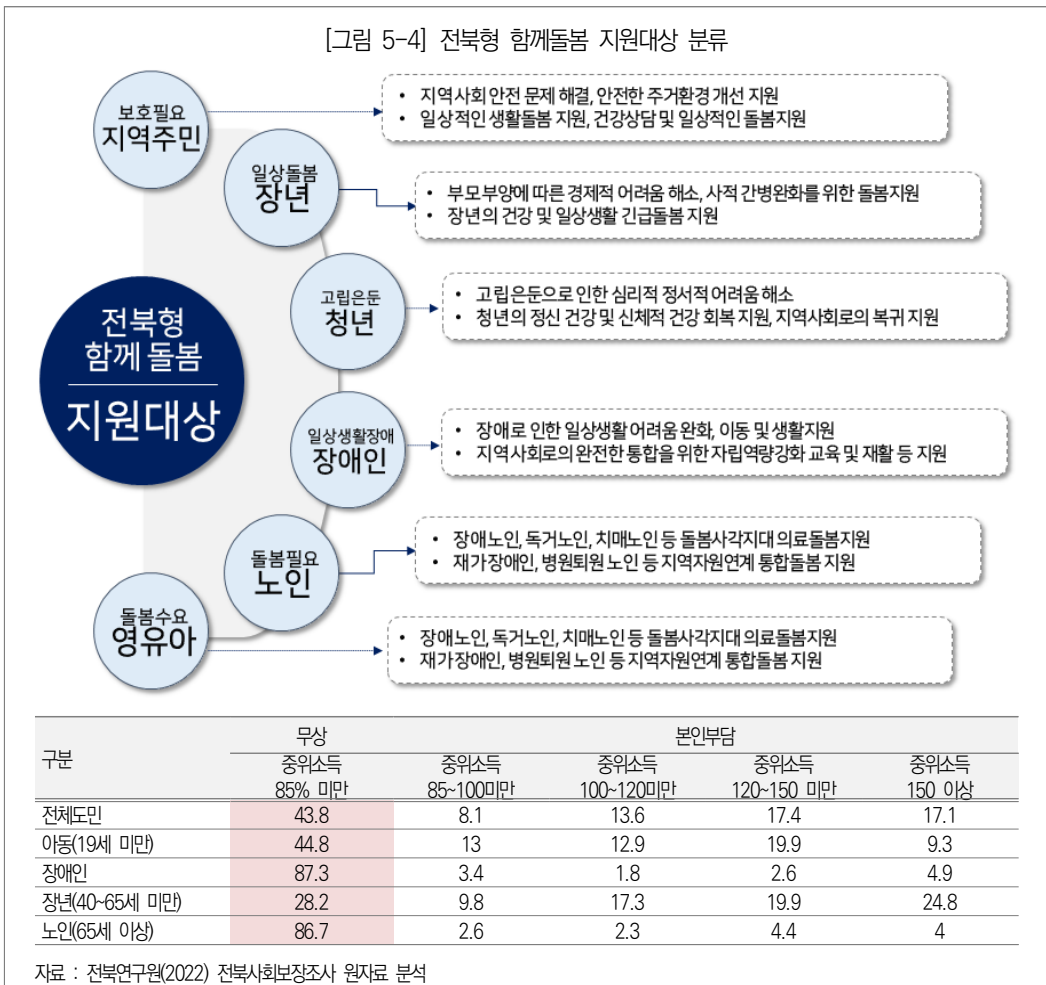 [그림 5-4] 전북형 함께돌봄 지원대상 분류
보호필요
지역주민
• 지역사회 안전 문제 해결, 안전한 주거환경 개선 지원
• 일상적인 생활돌봄 지원, 건강상담 및 일상적인 돌봄지원
일상돌봄
장년
• 부모부양에 따른 경제적 어려움 해소, 사적 간병완화를 위한 돌봄지원
• 장년의 건강 및 일상생활 긴급돌봄 지원
고립은둔
청년
• 고립은둔으로 인한 심리적 정서적 어려움 해소
• 청년의 정신 건강 및 신체적 건강 회복 지원, 지역사회로의 복귀 지원
전북형
함께 돌봄
지원대상
일상생활장애
장애인
• 장애로 인한 일상생활 어려움 완화, 이동 및 생활지원
• 지역사회로의 완전한 통합을 위한 자립역량강화 교육 및 재활 등 지원
돌봄필요
노인
• 장애노인, 독거노인, 치매노인 등 돌봄사각지대 의료돌봄지원
• 재가장애인, 병원퇴원 노인 등 지역자원연계 통합돌봄 지원
돌봄수요
영유아
• 장애노인, 독거노인, 치매노인 등 돌봄사각지대 의료돌봄지원
• 재가장애인, 병원퇴원 노인 등 지역자원연계 통합돌봄 지원
구분 무상 본인부담
중위소득 중위소득 중위소득 중위소득 중위소득
85% 미만 85~100미만 100~120미만 120~150 미만 150 이상
전체도민 43.8 8.1 13.6 17.4 17.1
아동(19세 미만) 44.8 13 12.9 19.9 9.3
장애인 87.3 3.4 1.8 2.6 4.9
장년(40~65세 미만) 28.2 9.8 17.3 19.9 24.8
노인(65세 이상) 86.7 2.6 2.3 4.4 4
자료 : 전북연구원(2022) 전북사회보장조사 원자료 분석